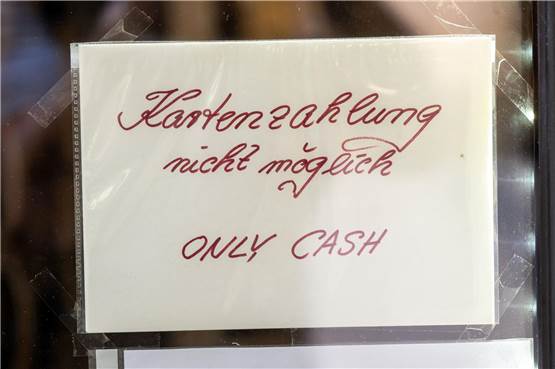 Kartenzahlung
nicht möglich
ONLY CASH